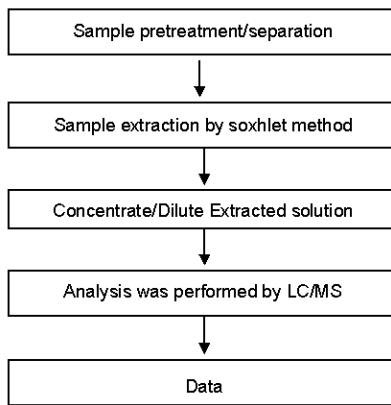 Sample pretreatment/separation
Sample extraction by soxhlet method
Concentrate/Dilute Extracted solution
Analysis was performed by LC/MS
Data